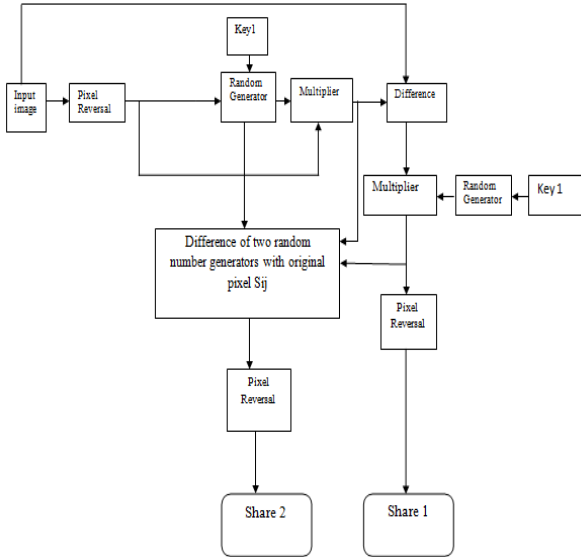 Key1
Input
image
Pixel
Reversal
Random
Generator
Multiplier
Difference
Multiplier
Random
Generator
Key 1
Difference of two random
number generators with original
pixel Sij
Pixel
Reversal
Pixel
Reversal
Share 2
Share 1